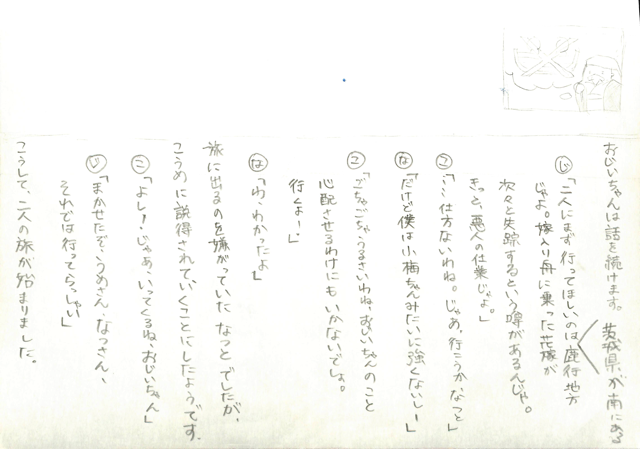 おじいちゃんは話を続けます。
茨城県が南にある
じ「二人にまず行ってほしいのは鹿行地方
じゃよ。嫁入り舟に乗った花嫁が
次々と失踪するという噂があるんじゃ。
きっと、悪人の仕業じゃよ。」
こ「…仕方ないわね。じゃあ、行こうか、なつと」
な「だけど僕は小梅ちゃんみたいに強くないしー」
こ「ごちゃごちゃうるさいわね、おじいちゃんのこと
心配させるわけにもいかないでしょ。
行くよー!」
な「わ、わかったよ」
旅に出るのを嫌がっていたなつとでしたが、
こうめに説得されていくことにしたようです。
こ「よし!じゃあ、いってくるね、おじいちゃん」
じ「まかせたぞ、うめさん、なっさん、
それでは行ってらっしゃい」
こうして、二人の旅が始まりました。